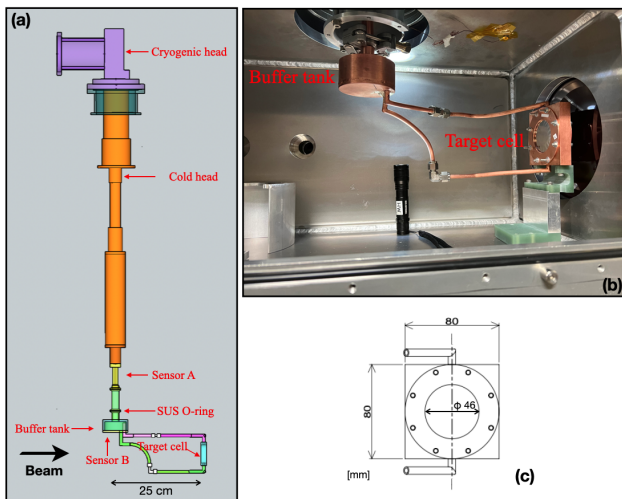 (a)
Cryogenic head
Cold head
Sensor A
SUS O-ring
Buffer tank
Sensor B
Target cell
Beam
25 cm
Buffer tank
Target cell
(b)
80
80
ϕ 46
[mm]
(c)